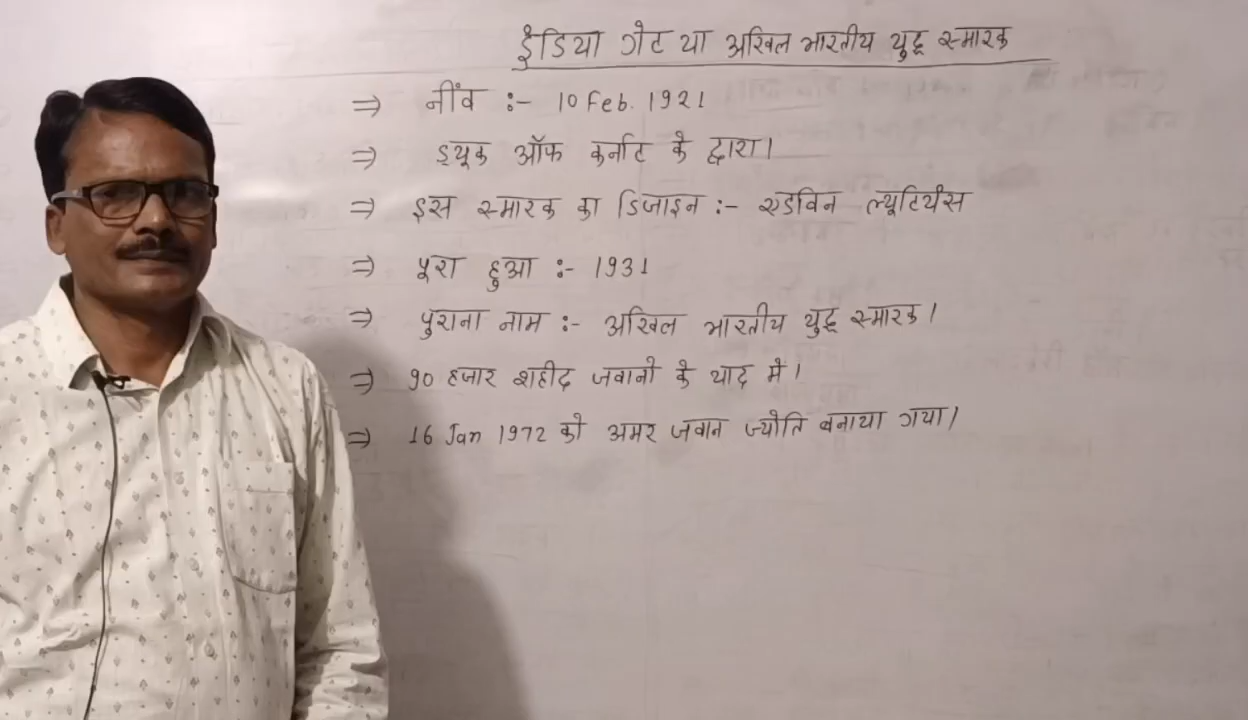 इंडिया गेट या अखिल भारतीय युद्ध स्मारक
⇒ नींव :- 10 Feb. 1921
⇒ ड्यूक ऑफ कर्नाट के द्वारा।
⇒ इस स्मारक का डिजाइन :- एडविन ल्यूटियंस
⇒ पूरा हुआ :- 1931
⇒ पुराना नाम :- अखिल भारतीय युद्ध स्मारक।
⇒ 90 हजार शहीद जवानों के याद में।
⇒ 16 Jan 1972 को अमर जवान ज्योति बनाया गया।